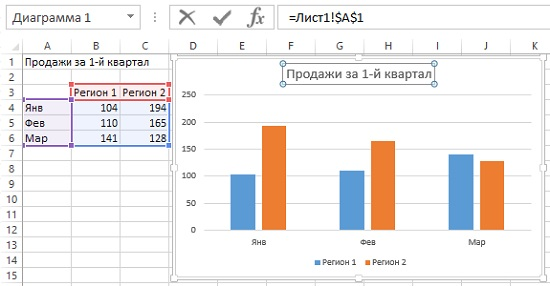 Диаграмма 1 fx =Лист1!$A$1
A B C D E F G H I J K
1 Продажи за 1-й квартал
2
3 Регион 1 Регион 2
4 Янв 104 194
5 Фев 110 165
6 Мар 141 128
7
8
9
10
11
12
13
14
15
Продажи за 1-й квартал
250
200
150
100
50
0
Янв Фев Мар
Регион 1 Регион 2